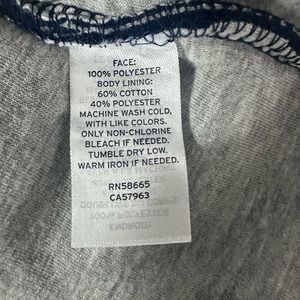 FACE:
100% POLYESTER
BODY LINING:
60% COTTON
40% POLYESTER
MACHINE WASH COLD,
WITH LIKE COLORS.
ONLY NON-CHLORINE
BLEACH IF NEEDED.
TUMBLE DRY LOW.
WARM IRON IF NEEDED.
RN58665
CA57963